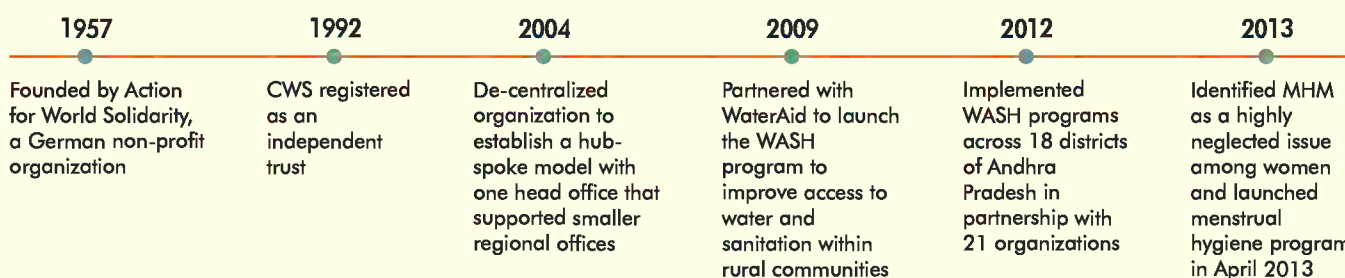 1957
Founded by Action
for World Solidarity,
a German non-profit
organization
1992
CWS registered
as an
independent
trust
2004
De-centralized
organization to
establish a hub-
spoke model with
one head office that
supported smaller
regional offices
2009
Partnered with
WaterAid to launch
the WASH
program to
improve access to
water and
sanitation within
rural communities
2012
Implemented
WASH programs
across 18 districts
of Andhra
Pradesh in
partnership with
21 organizations
2013
Identified MHM
as a highly
neglected issue
among women
and launched
menstrual
hygiene program
in April 2013